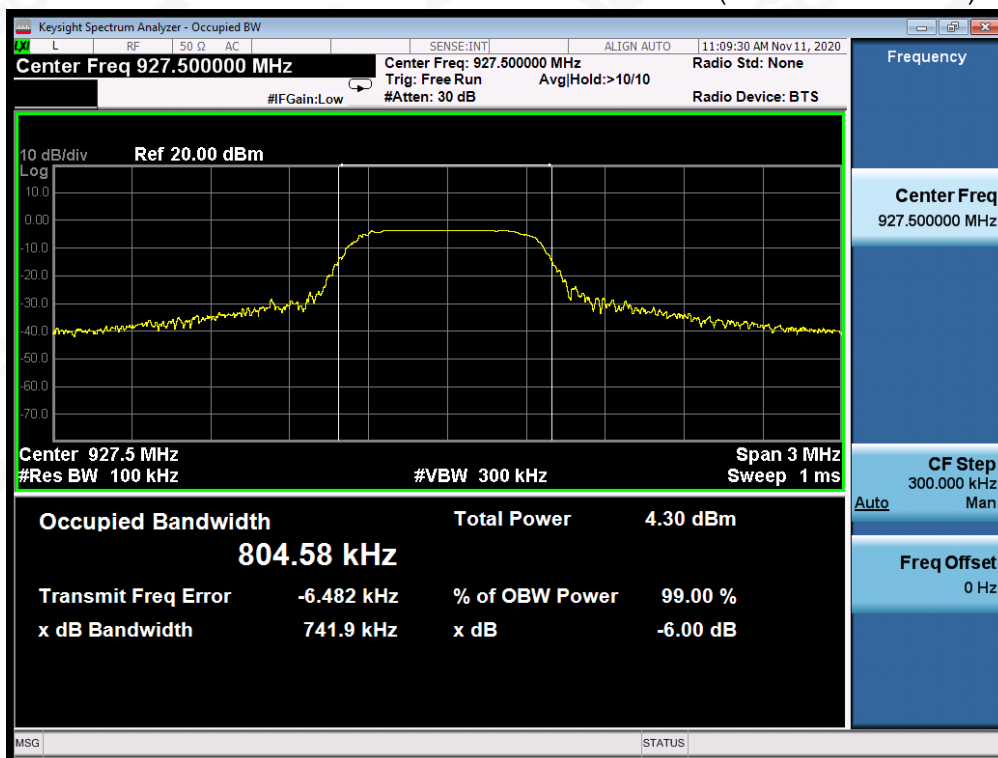 Keysight Spectrum Analyzer - Occupied BW
LXI L RF 50 Ω AC SENSE:INT ALIGN AUTO 11:09:30 AM Nov 11, 2020
Center Freq 927.500000 MHz
Center Freq: 927.500000 MHz
Radio Std: None
Trig: Free Run Avg|Hold:>10/10
#IFGain:Low
#Atten: 30 dB
Radio Device: BTS
10 dB/div Ref 20.00 dBm
Log
10.0
0.00
-10.0
-20.0
-30.0
-40.0
-50.0
-60.0
-70.0
Center 927.5 MHz Span 3 MHz
#Res BW 100 kHz #VBW 300 kHz Sweep 1 ms
Occupied Bandwidth Total Power 4.30 dBm
804.58 kHz
Transmit Freq Error -6.482 kHz % of OBW Power 99.00 %
x dB Bandwidth 741.9 kHz x dB -6.00 dB
Frequency
Center Freq
927.500000 MHz
CF Step
300.000 kHz
Auto Man
Freq Offset
0 Hz
MSG STATUS